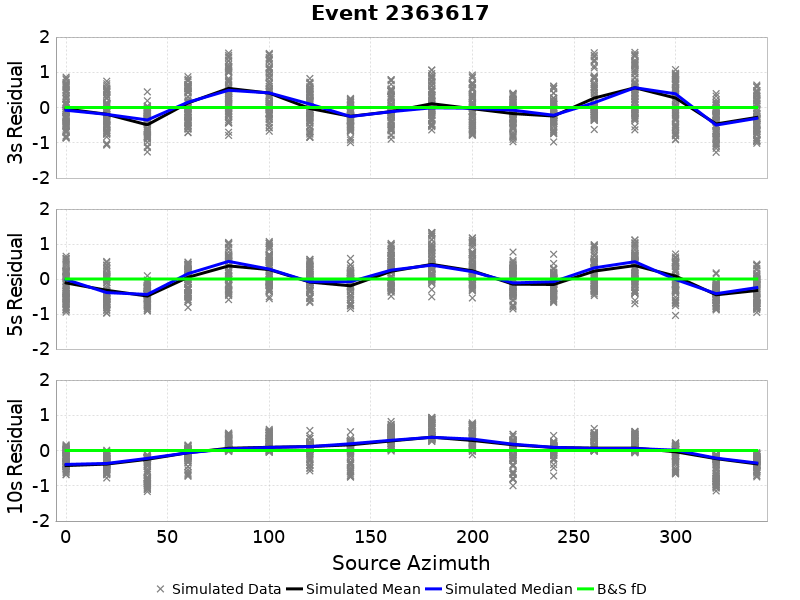 Event 2363617
3s Residual
2
1
0
-1
-2
5s Residual
2
1
0
-1
-2
10s Residual
2
1
0
-1
-2
0 50 100 150 200 250 300
Source Azimuth
Simulated Data Simulated Mean Simulated Median B&S fD